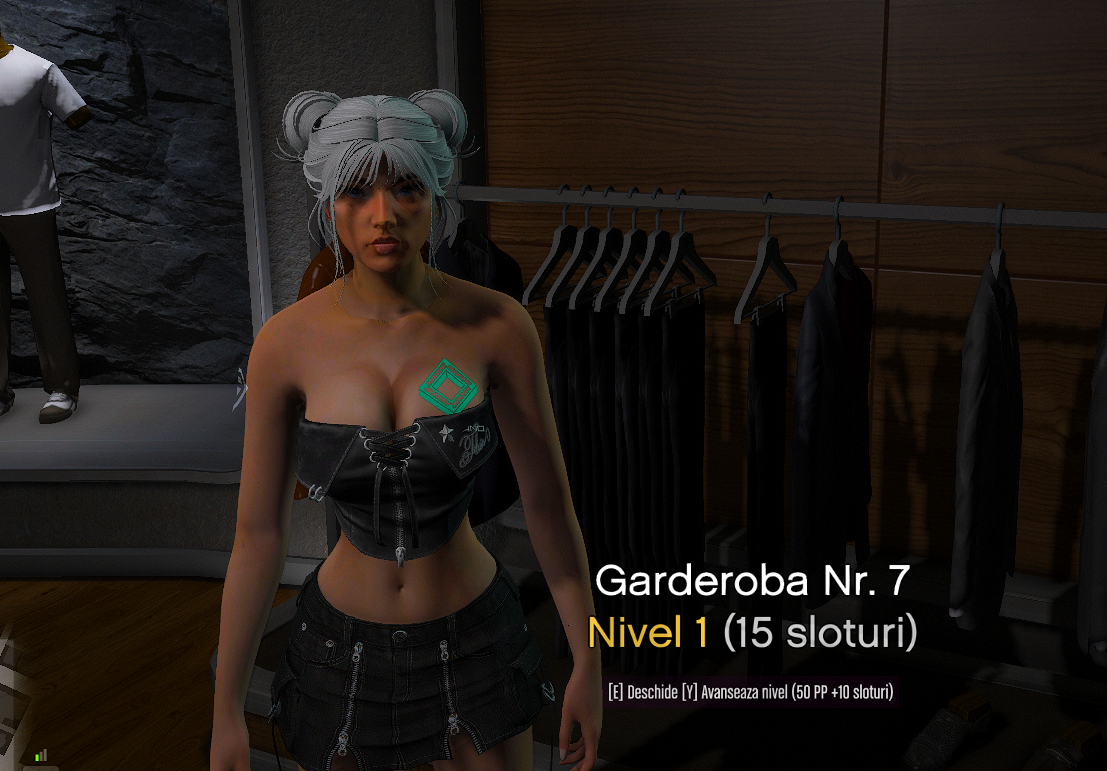 Garderoba Nr. 7
Nivel 1 (15 sloturi)
[E] Deschide [Y] Avanseaza nivel (50 PP +10 sloturi)